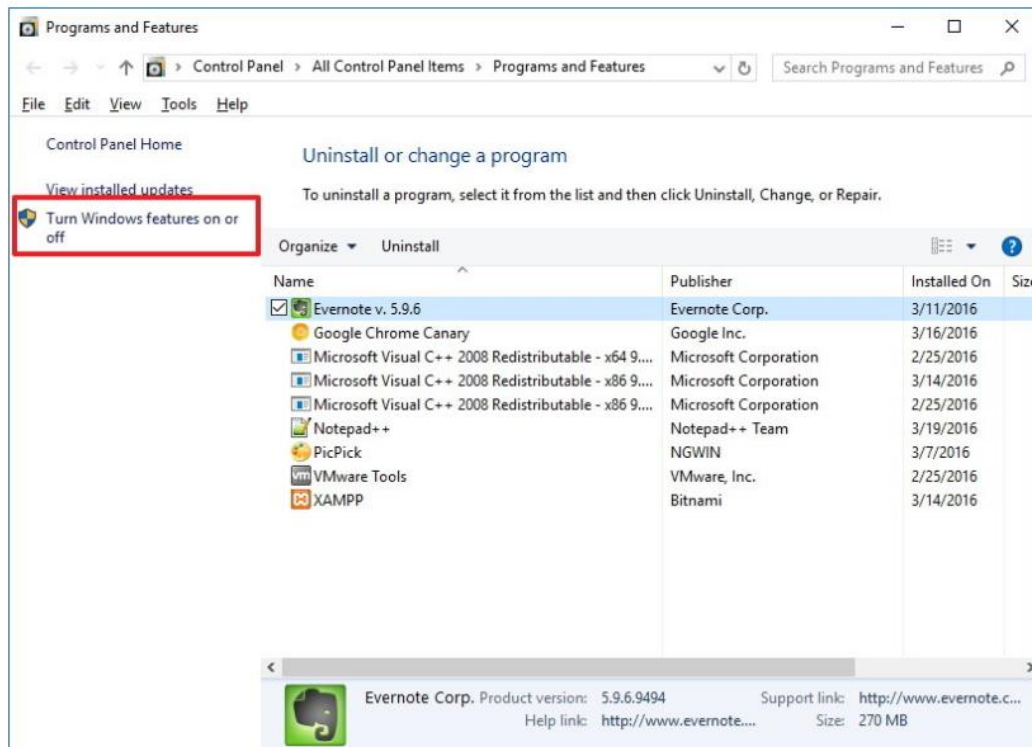 Programs and Features
Control Panel > All Control Panel Items > Programs and Features
Search Programs and Features
File Edit View Tools Help
Control Panel Home
View installed updates
Turn Windows features on or
off
Uninstall or change a program
To uninstall a program, select it from the list and then click Uninstall, Change, or Repair.
Organize Uninstall
Name Publisher Installed On Siz
Evernote v. 5.9.6 Evernote Corp. 3/11/2016
Google Chrome Canary Google Inc. 3/16/2016
Microsoft Visual C++ 2008 Redistributable - x64 9.... Microsoft Corporation 2/25/2016
Microsoft Visual C++ 2008 Redistributable - x86 9.... Microsoft Corporation 3/14/2016
Microsoft Visual C++ 2008 Redistributable - x86 9.... Microsoft Corporation 2/25/2016
Notepad++ Notepad++ Team 3/19/2016
PicPick NGWIN 3/7/2016
vm VMware Tools VMware, Inc. 2/25/2016
XAMPP Bitnami 3/14/2016
Evernote Corp. Product version: 5.9.6.9494 Support link: http://www.evernote.c...
Help link: http://www.evernote.... Size: 270 MB